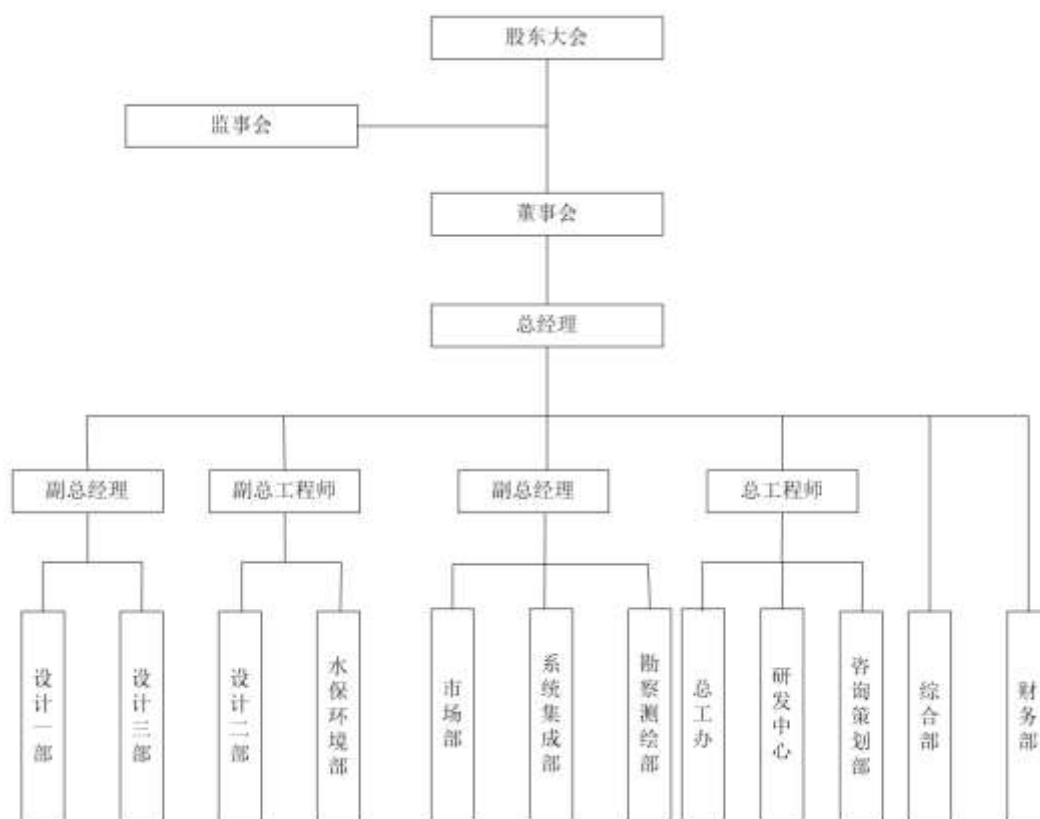 股东大会
监事会
董事会
总经理
副总经理
副总工程师
副总经理
总工程师
设计一部
设计三部
设计二部
水保环境部
市场部
系统集成部
勘察测绘部
总工办
研发中心
咨询策划部
综合部
财务部